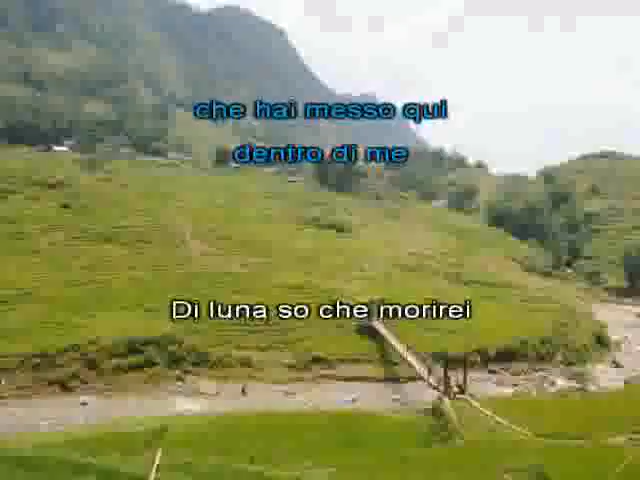 che hai messo qui
dentro di me
Di luna so che morirei